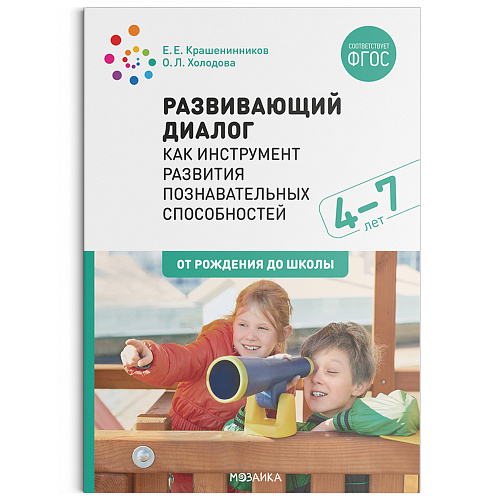 Е. Е. Крашенинников
О. Л. Холодова
СООТВЕТСТВУЕТ
ФГОС
РАЗВИВАЮЩИЙ
ДИАЛОГ
КАК ИНСТРУМЕНТ
РАЗВИТИЯ
ПОЗНАВАТЕЛЬНЫХ
СПОСОБНОСТЕЙ
4–7
лет
ОТ РОЖДЕНИЯ ДО ШКОЛЫ
МОЗАИКА